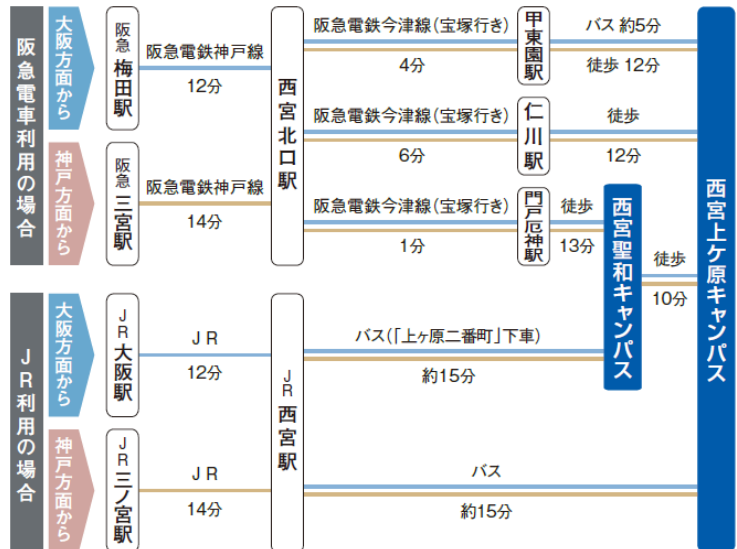 阪急電車利用の場合
大阪方面から
阪急 梅田駅
阪急電鉄神戸線
12分
神戸方面から
阪急 三宮駅
阪急電鉄神戸線
14分
西宮北口駅
阪急電鉄今津線(宝塚行き)
4分
甲東園駅
バス 約5分
徒歩 12分
阪急電鉄今津線(宝塚行き)
6分
仁川駅
徒歩
12分
阪急電鉄今津線(宝塚行き)
1分
門戸厄神駅
徒歩
13分
西宮聖和キャンパス
徒歩
10分
西宮上ケ原キャンパス
JR利用の場合
大阪方面から
JR 大阪駅
JR
12分
神戸方面から
JR 三ノ宮駅
JR
14分
JR 西宮駅
バス(「上ヶ原二番町」下車)
約15分
バス
約15分